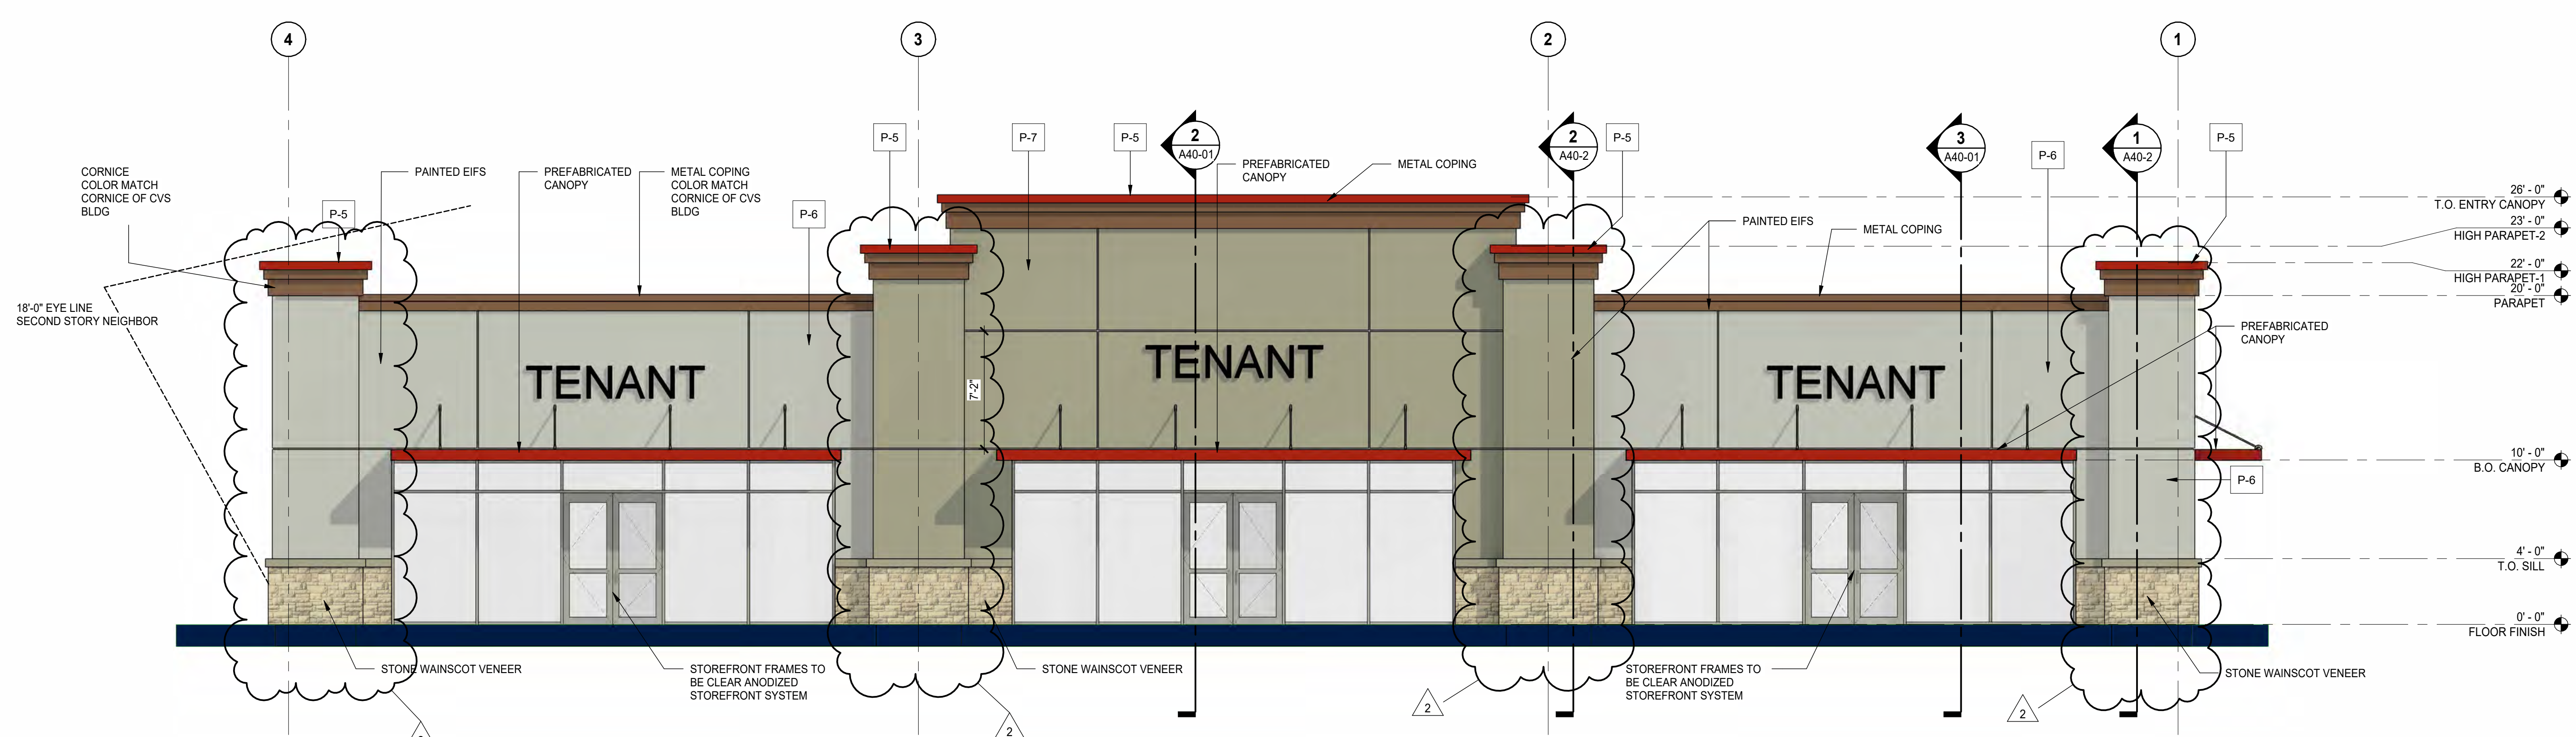 4
3
2
1
P-5
P-7
P-5
2
A40-01
2
A40-2
P-5
3
A40-01
P-6
1
A40-2
P-5
CORNICE
COLOR MATCH
CORNICE OF CVS
BLDG
PAINTED EIFS
PREFABRICATED
CANOPY
METAL COPING
COLOR MATCH
CORNICE OF CVS
BLDG
PREFABRICATED
CANOPY
METAL COPING
P-5
P-6
PAINTED EIFS
METAL COPING
26' - 0"
T.O. ENTRY CANOPY
23' - 0"
HIGH PARAPET-2
22' - 0"
HIGH PARAPET-1
20' - 0"
PARAPET
18'-0" EYE LINE
SECOND STORY NEIGHBOR
PREFABRICATED
CANOPY
TENANT
TENANT
TENANT
7'-2"
10' - 0"
B.O. CANOPY
P-6
4' - 0"
T.O. SILL
0' - 0"
FLOOR FINISH
STONE WAINSCOT VENEER
STOREFRONT FRAMES TO
BE CLEAR ANODIZED
STOREFRONT SYSTEM
STONE WAINSCOT VENEER
STOREFRONT FRAMES TO
BE CLEAR ANODIZED
STOREFRONT SYSTEM
STONE WAINSCOT VENEER
2
2
2